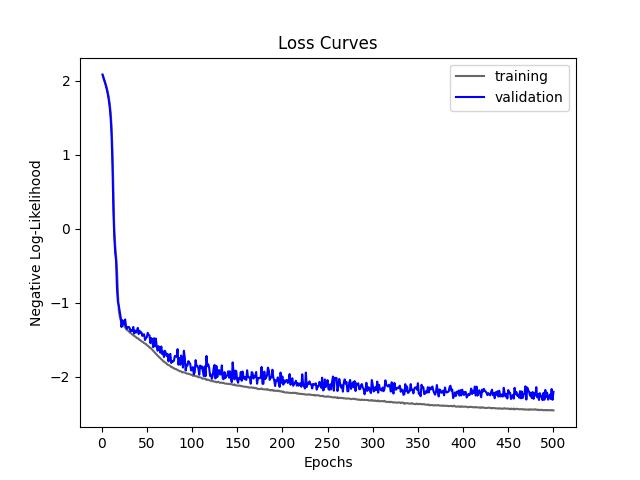 Loss Curves
training
validation
Negative Log-Likelihood
2
1
0
−1
−2
0 50 100 150 200 250 300 350 400 450 500
Epochs